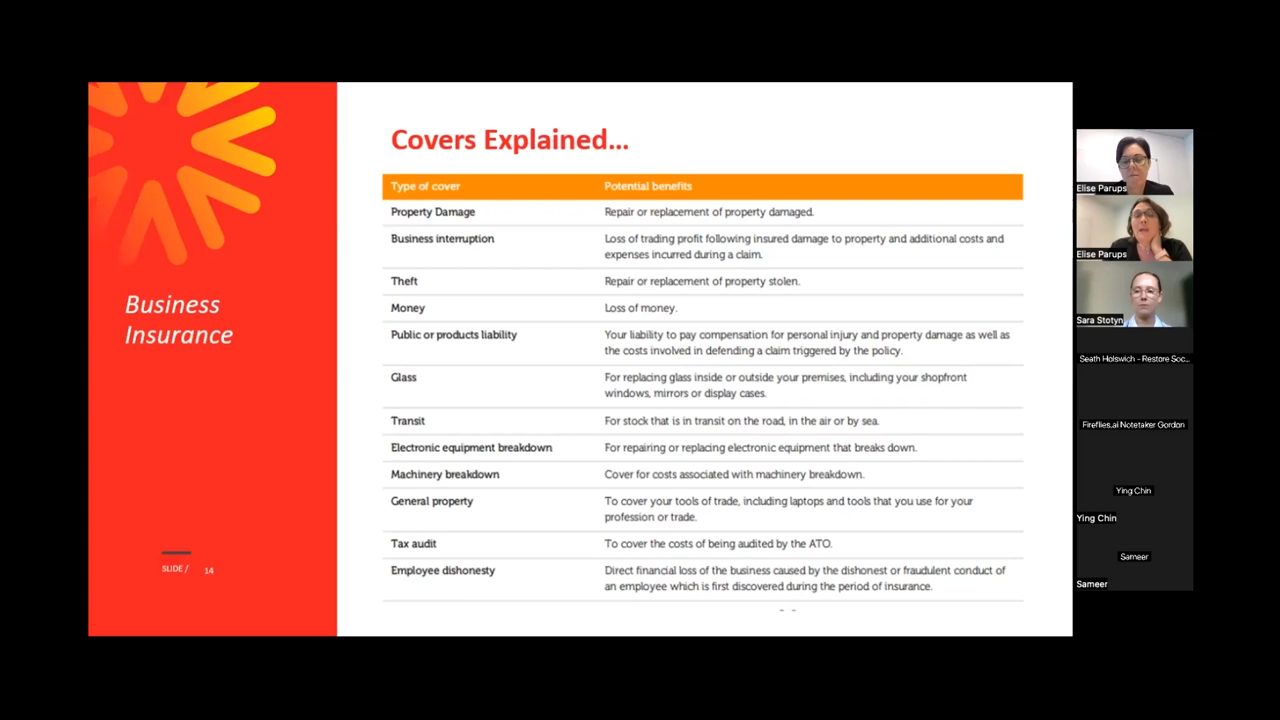 Business
Insurance
SLIDE / 14
Covers Explained...
Type of cover Potential benefits
Property Damage Repair or replacement of property damaged.
Business interruption Loss of trading profit following insured damage to property and additional costs and
expenses incurred during a claim.
Theft Repair or replacement of property stolen.
Money Loss of money.
Public or products liability Your liability to pay compensation for personal injury and property damage as well as
the costs involved in defending a claim triggered by the policy.
Glass For replacing glass inside or outside your premises, including your shopfront
windows, mirrors or display cases.
Transit For stock that is in transit on the road, in the air or by sea.
Electronic equipment breakdown For repairing or replacing electronic equipment that breaks down.
Machinery breakdown Cover for costs associated with machinery breakdown.
General property To cover your tools of trade, including laptops and tools that you use for your
profession or trade.
Tax audit To cover the costs of being audited by the ATO.
Employee dishonesty Direct financial loss of the business caused by the dishonest or fraudulent conduct of
an employee which is first discovered during the period of insurance.
Elise Parups
Elise Parups
Sara Stotyn
Seath Holswich - Restore Soc...
Fireflies.ai Notetaker Gordon
Ying Chin
Ying Chin
Sameer
Sameer